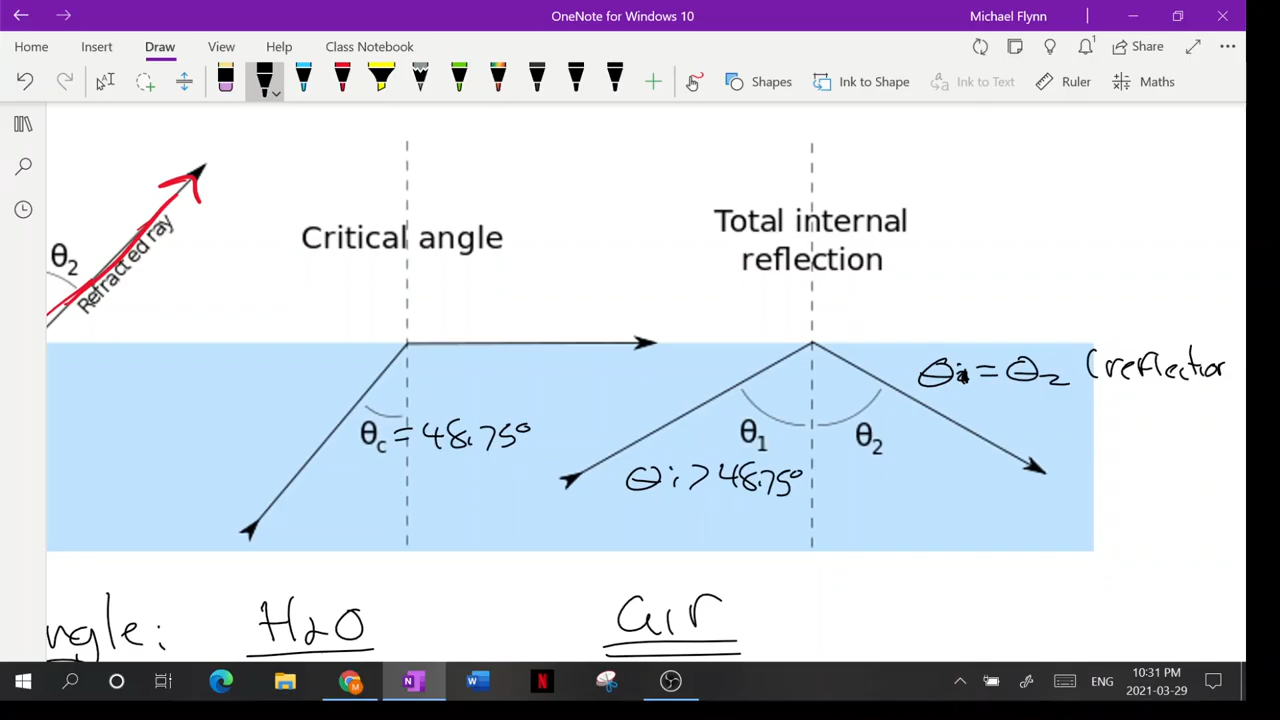 OneNote for Windows 10
Michael Flynn
Home Insert Draw View Help Class Notebook
Share
Shapes Ink to Shape Ink to Text Ruler Maths
θ2
Refracted ray
Critical angle
Total internal
reflection
θi = θ2 (reflection
θc = 48.75°
θ1
θ2
θi > 48.75°
ngle: H2O air
ENG
10:31 PM
2021-03-29